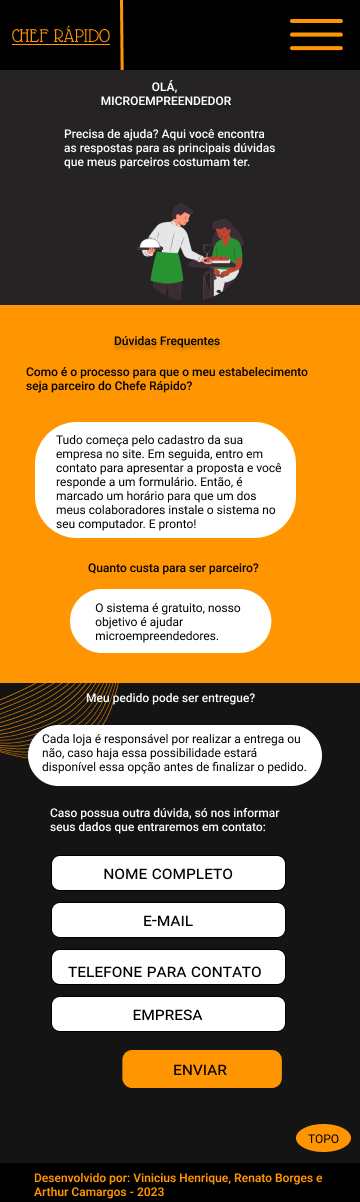 CHEF RÁPIDO
OLÁ,
MICROEMPREENDEDOR
Precisa de ajuda? Aqui você encontra
as respostas para as principais dúvidas
que meus parceiros costumam ter.
Dúvidas Frequentes
Como é o processo para que o meu estabelecimento
seja parceiro do Chefe Rápido?
Tudo começa pelo cadastro da sua
empresa no site. Em seguida, entro em
contato para apresentar a proposta e você
responde a um formulário. Então, é
marcado um horário para que um dos
meus colaboradores instale o sistema no
seu computador. E pronto!
Quanto custa para ser parceiro?
O sistema é gratuito, nosso
objetivo é ajudar
microempreendedores.
Meu pedido pode ser entregue?
Cada loja é responsável por realizar a entrega ou
não, caso haja essa possibilidade estará
disponível essa opção antes de finalizar o pedido.
Caso possua outra dúvida, só nos informar
seus dados que entraremos em contato:
NOME COMPLETO
E-MAIL
TELEFONE PARA CONTATO
EMPRESA
ENVIAR
TOPO
Desenvolvido por: Vinicius Henrique, Renato Borges e
Arthur Camargos - 2023